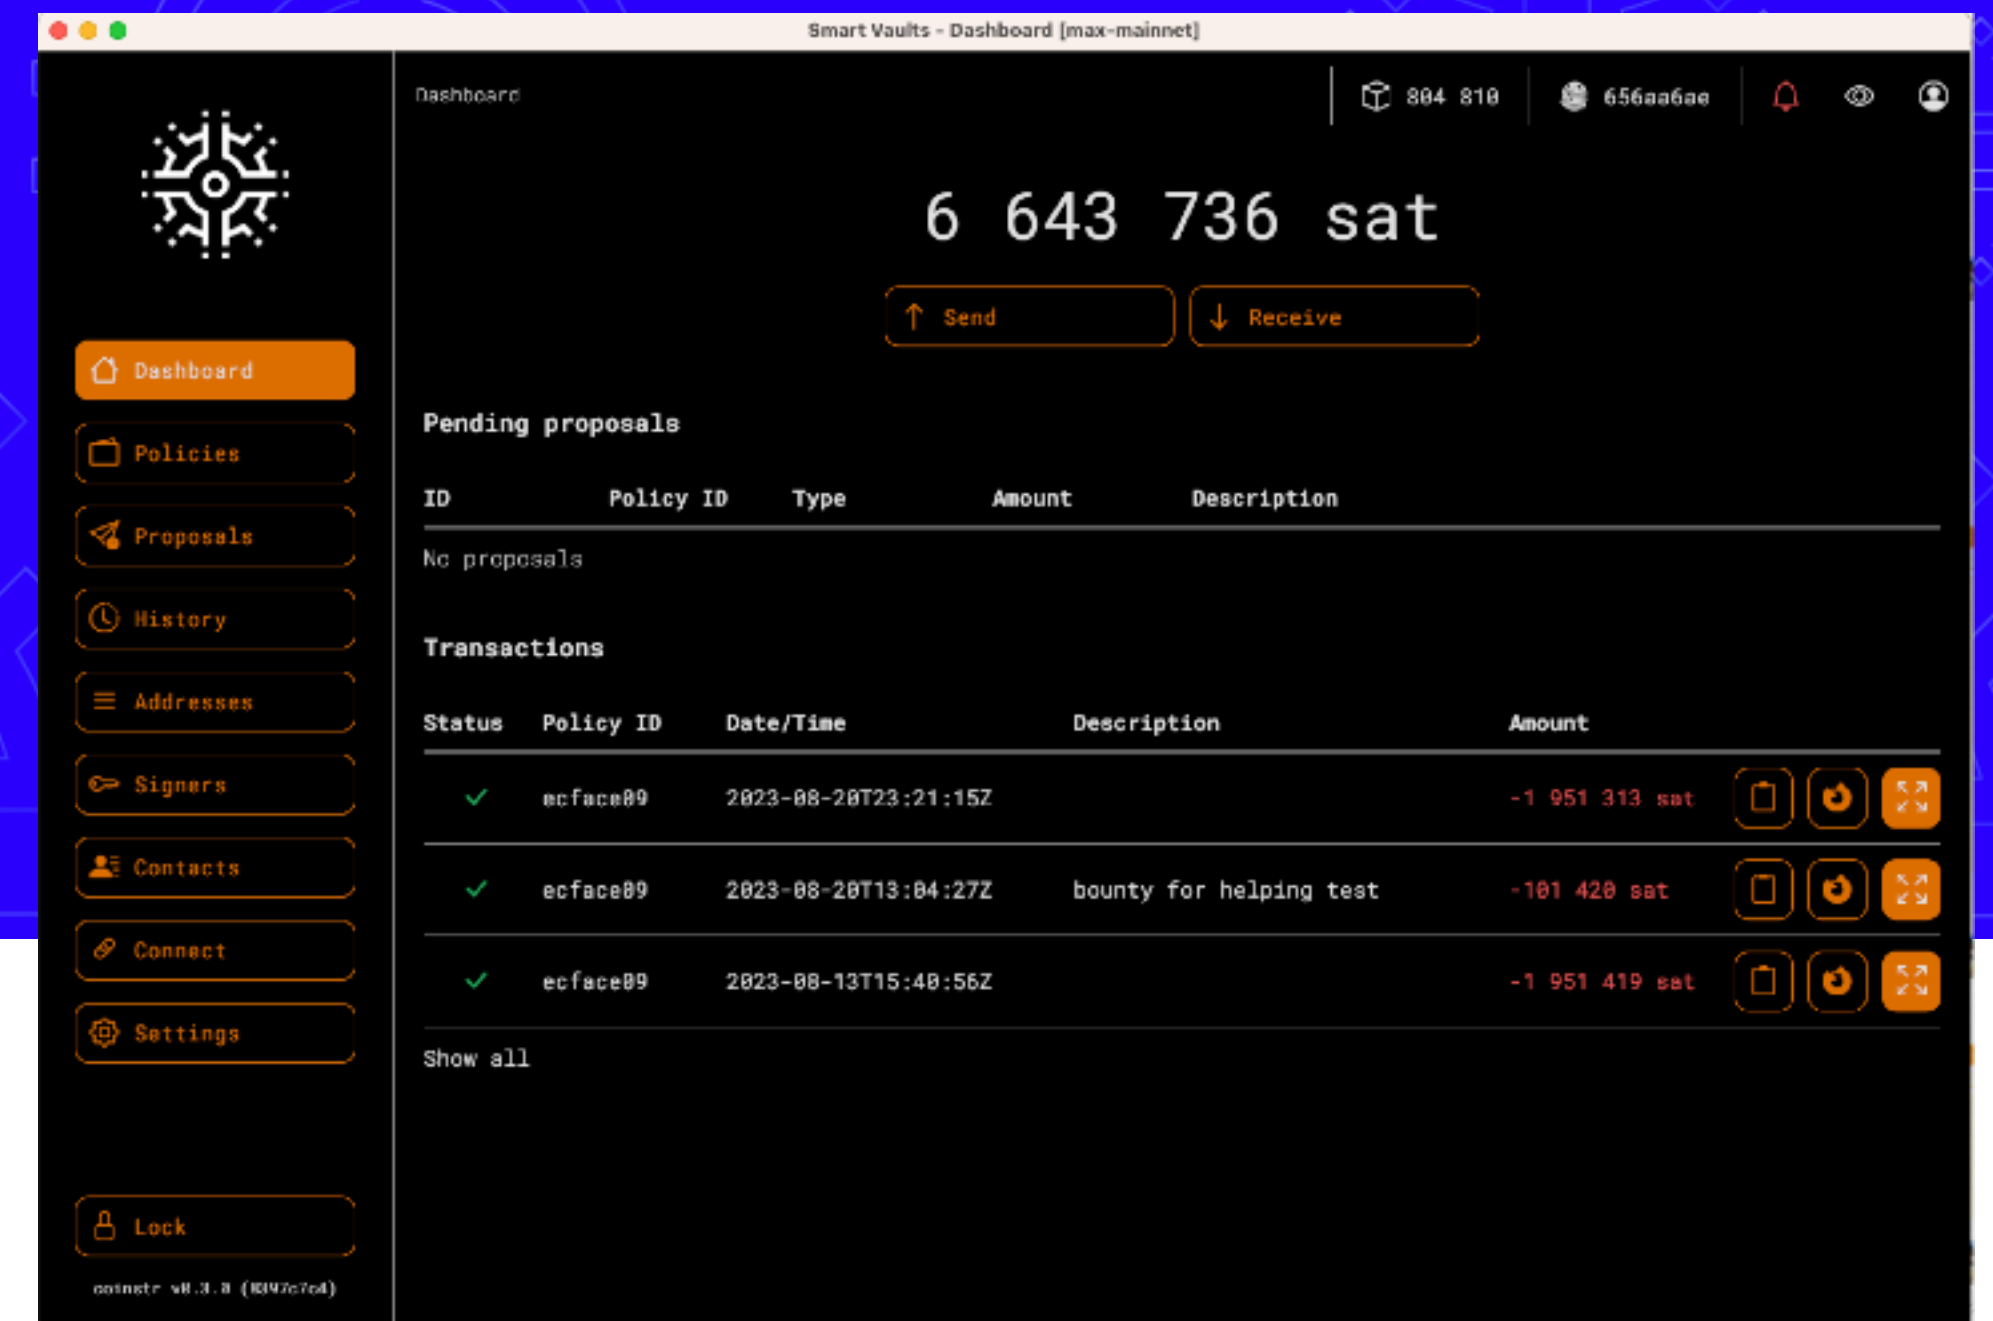 Smart Vaults - Dashboard [max-mainnet]
Dashboard
804 810
656aa6ae
6 643 736 sat
Send
Receive
Dashboard
Policies
Proposals
History
Addresses
Signers
Contacts
Connect
Settings
Lock
coinstr v0.3.0
Pending proposals
ID Policy ID Type Amount Description
No proposals
Transactions
Status Policy ID Date/Time Description Amount
ecface09 2023-08-20T23:21:15Z -1 951 313 sat
ecface09 2023-08-20T13:04:27Z bounty for helping test -101 420 sat
ecface09 2023-08-13T15:40:56Z -1 951 419 sat
Show all